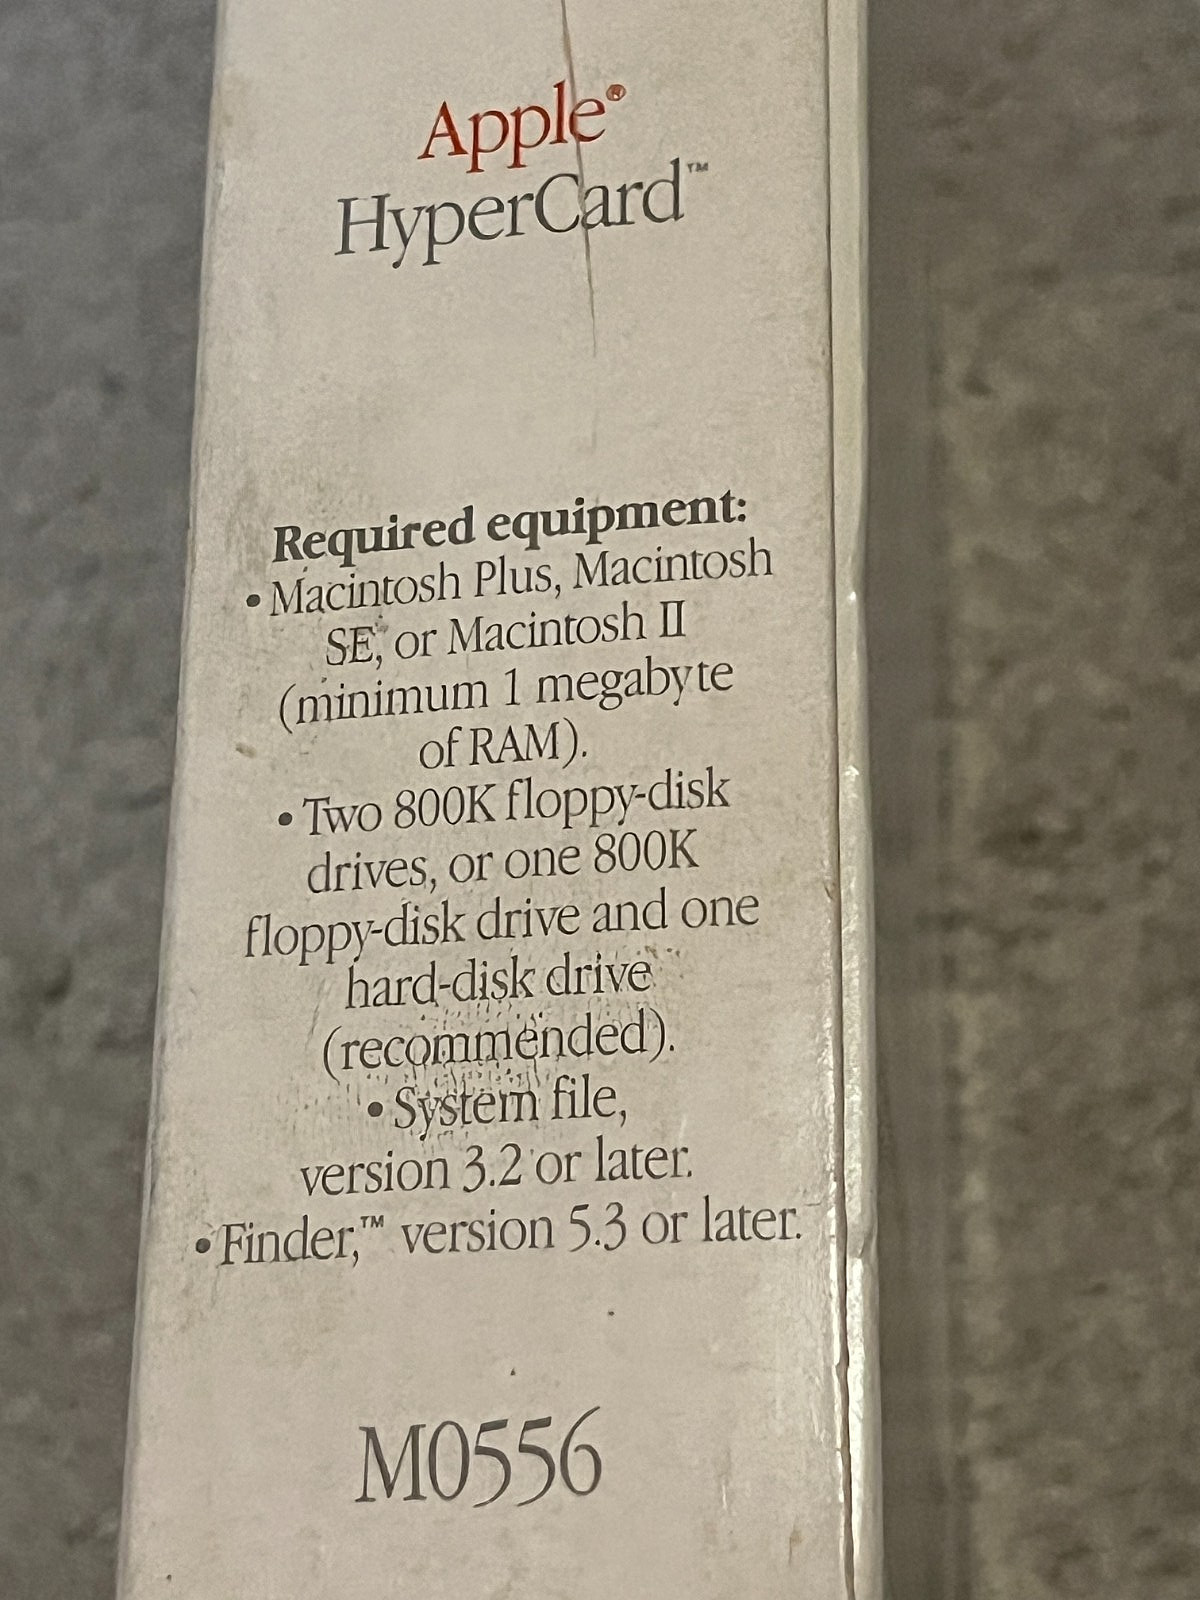 Apple®
HyperCard™
Required equipment:
• Macintosh Plus, Macintosh
SE, or Macintosh II
(minimum 1 megabyte
of RAM).
• Two 800K floppy-disk
drives, or one 800K
floppy-disk drive and one
hard-disk drive
(recommended).
• System file,
version 3.2 or later.
• Finder,™ version 5.3 or later.
M0556